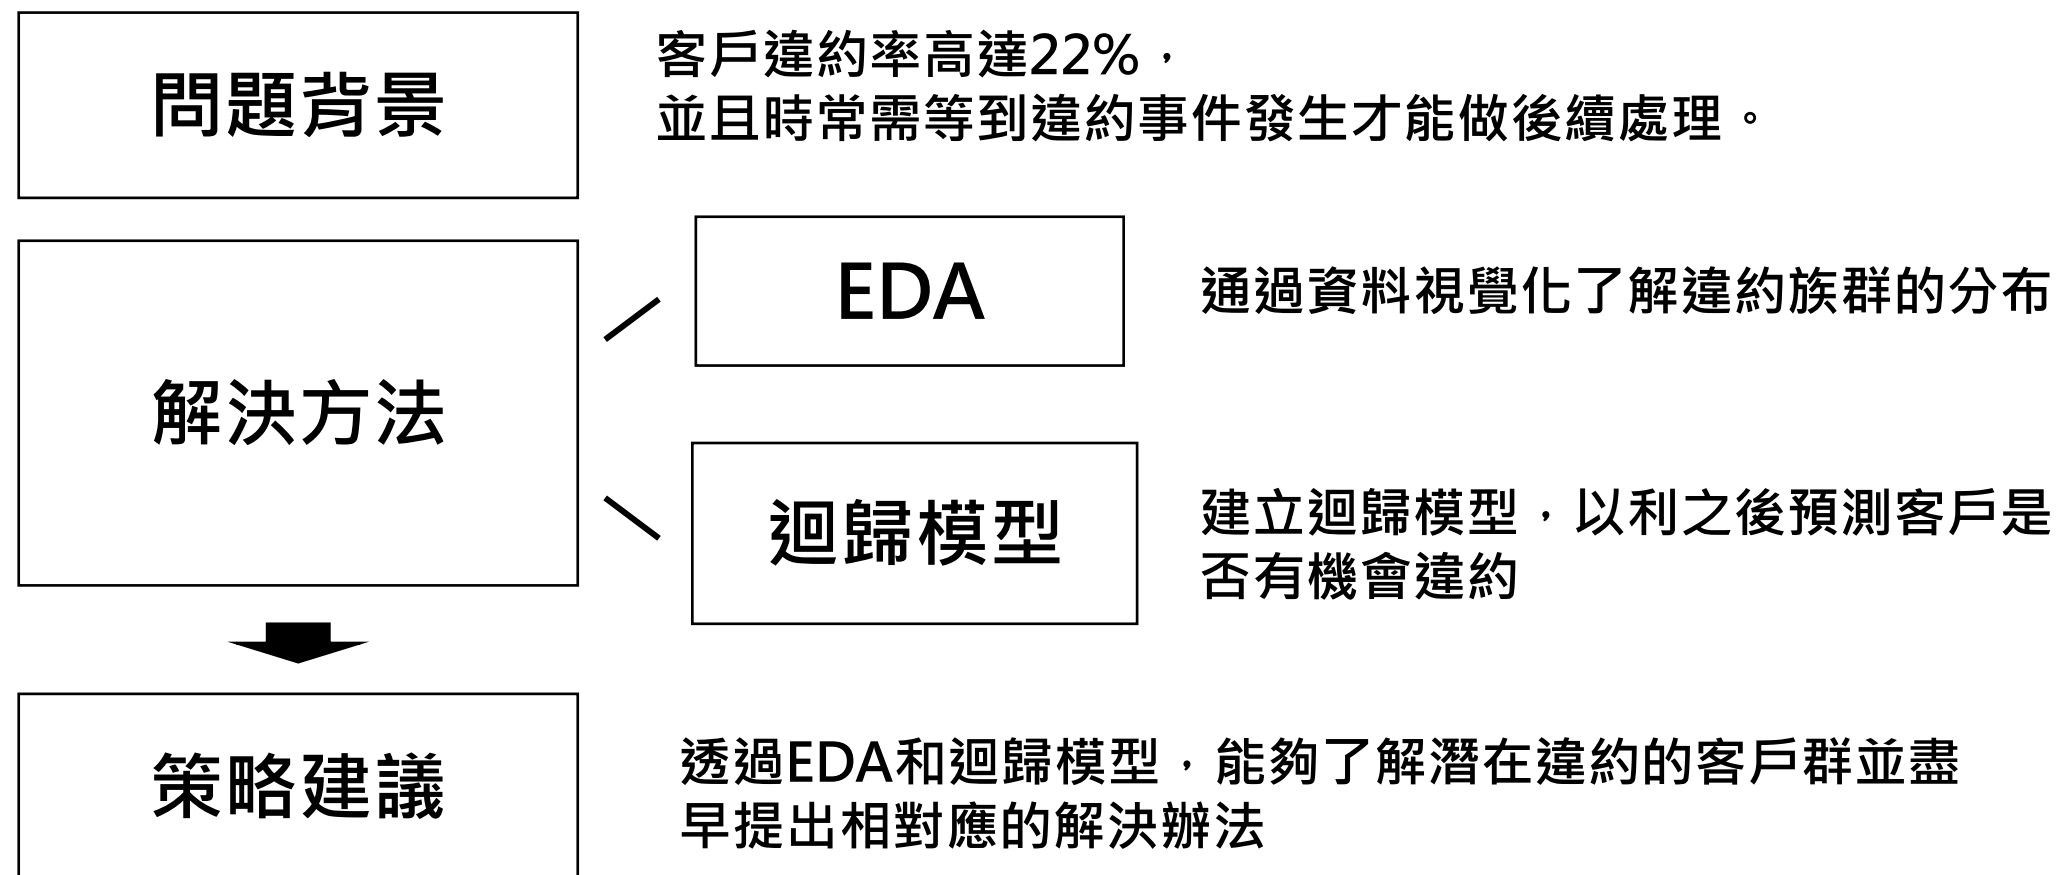 問題背景
客戶違約率高達22%，
並且時常需等到違約事件發生才能做後續處理。
解決方法
EDA
通過資料視覺化了解違約族群的分布
迴歸模型
建立迴歸模型，以利之後預測客戶是
否有機會違約
策略建議
透過EDA和迴歸模型，能夠了解潛在違約的客戶群並盡
早提出相對應的解決辦法